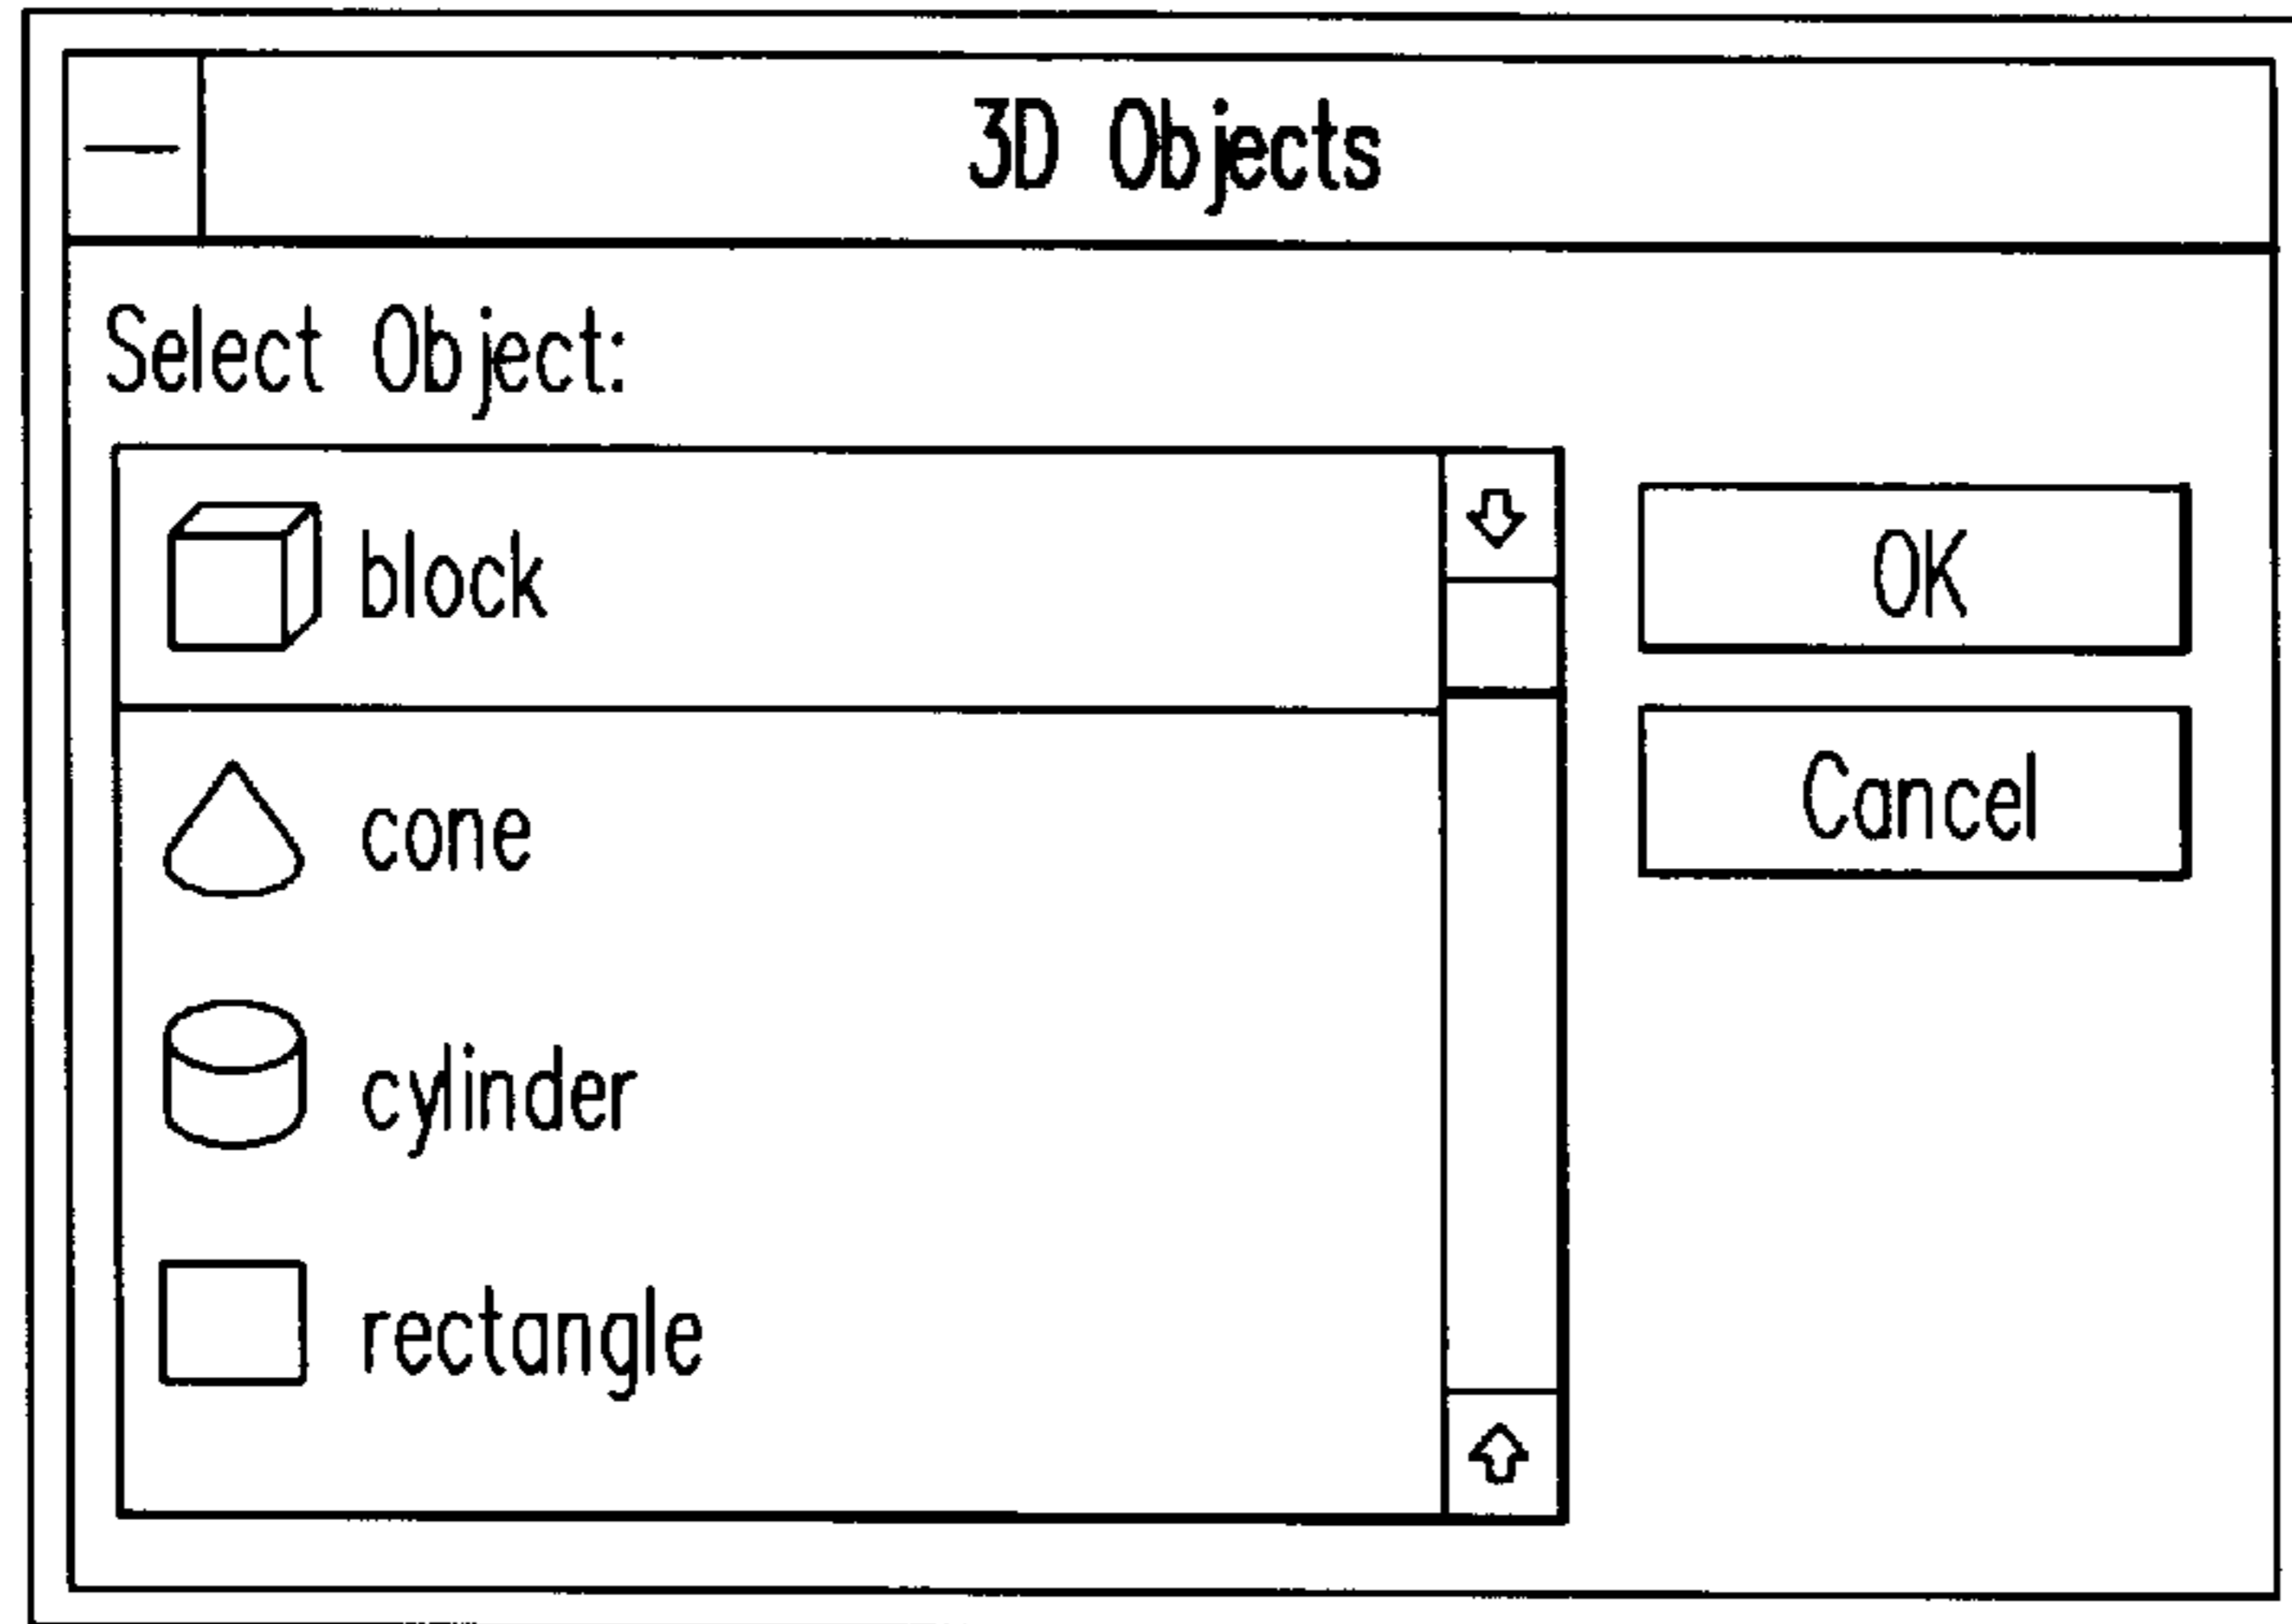 3D Objects
Select Object:
block
OK
cone
Cancel
cylinder
rectangle